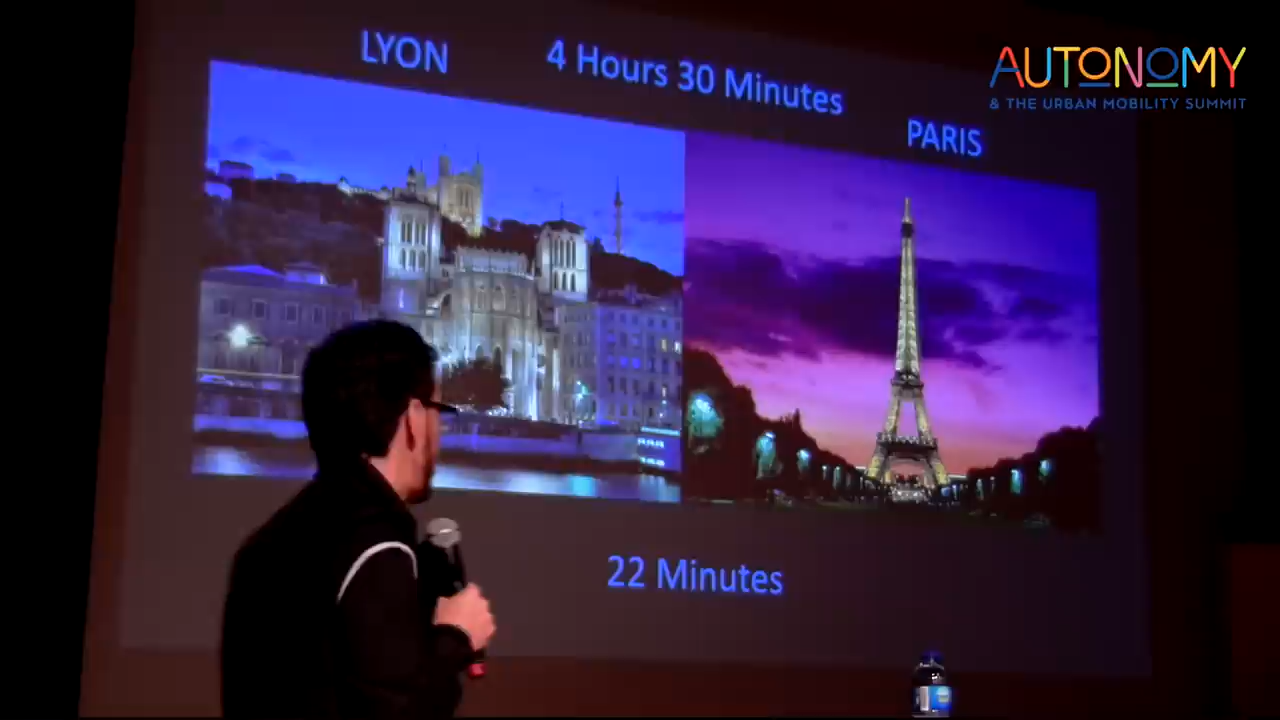 LYON
4 Hours 30 Minutes
PARIS
22 Minutes
AUTONOMY
& THE URBAN MOBILITY SUMMIT